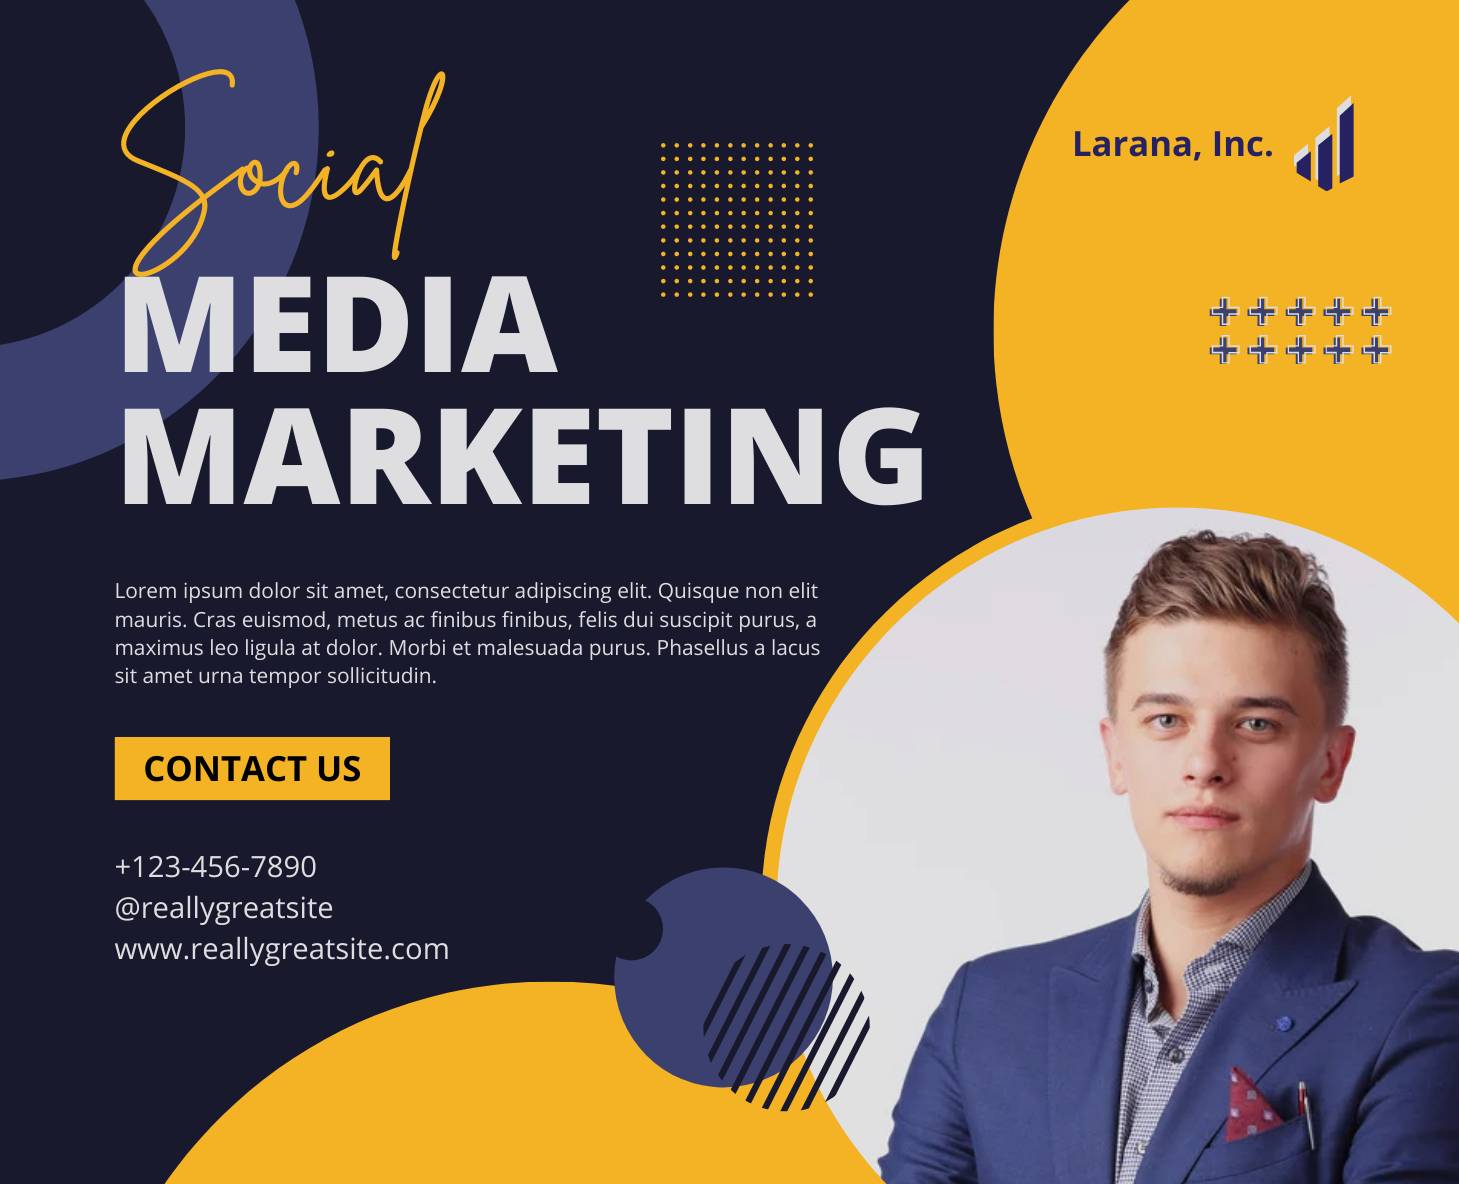 Social
MEDIA
MARKETING
Larana, Inc.
Lorem ipsum dolor sit amet, consectetur adipiscing elit. Quisque non elit
mauris. Cras euismod, metus ac finibus finibus, felis dui suscipit purus, a
maximus leo ligula at dolor. Morbi et malesuada purus. Phasellus a lacus
sit amet urna tempor sollicitudin.
CONTACT US
+123-456-7890
@reallygreatsite
www.reallygreatsite.com